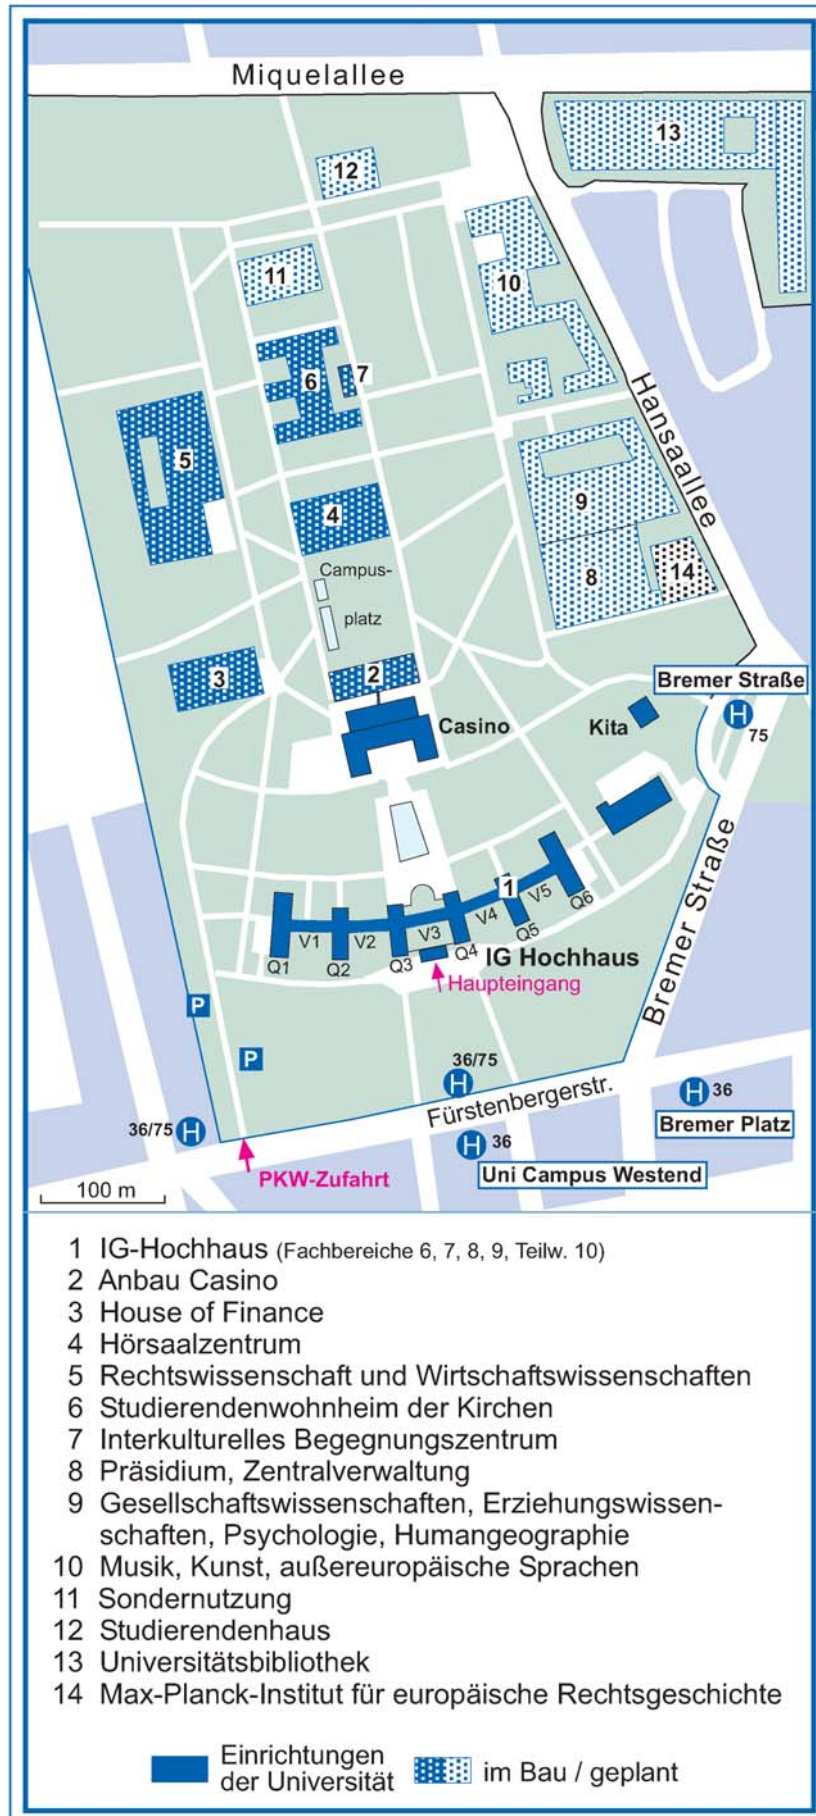 Miquelallee
13
12
11
10
6
7
5
Hansaallee
9
4
Campus-
platz
8
14
3
2
Bremer Straße
H
75
Casino
Kita
1
V1
V2
V3
V4
V5
Q1
Q2
Q3
Q4
Q5
Q6
IG Hochhaus
Haupteingang
Bremer Straße
P
P
36/75
H
Fürstenbergerstr.
H 36
Bremer Platz
36/75 H
H 36
Uni Campus Westend
PKW-Zufahrt
100 m
1 IG-Hochhaus (Fachbereiche 6, 7, 8, 9, Teilw. 10)
2 Anbau Casino
3 House of Finance
4 Hörsaalzentrum
5 Rechtswissenschaft und Wirtschaftswissenschaften
6 Studierendenwohnheim der Kirchen
7 Interkulturelles Begegnungszentrum
8 Präsidium, Zentralverwaltung
9 Gesellschaftswissenschaften, Erziehungswissen-
schaften, Psychologie, Humangeographie
10 Musik, Kunst, außereuropäische Sprachen
11 Sondernutzung
12 Studierendenhaus
13 Universitätsbibliothek
14 Max-Planck-Institut für europäische Rechtsgeschichte
Einrichtungen
der Universität
im Bau / geplant